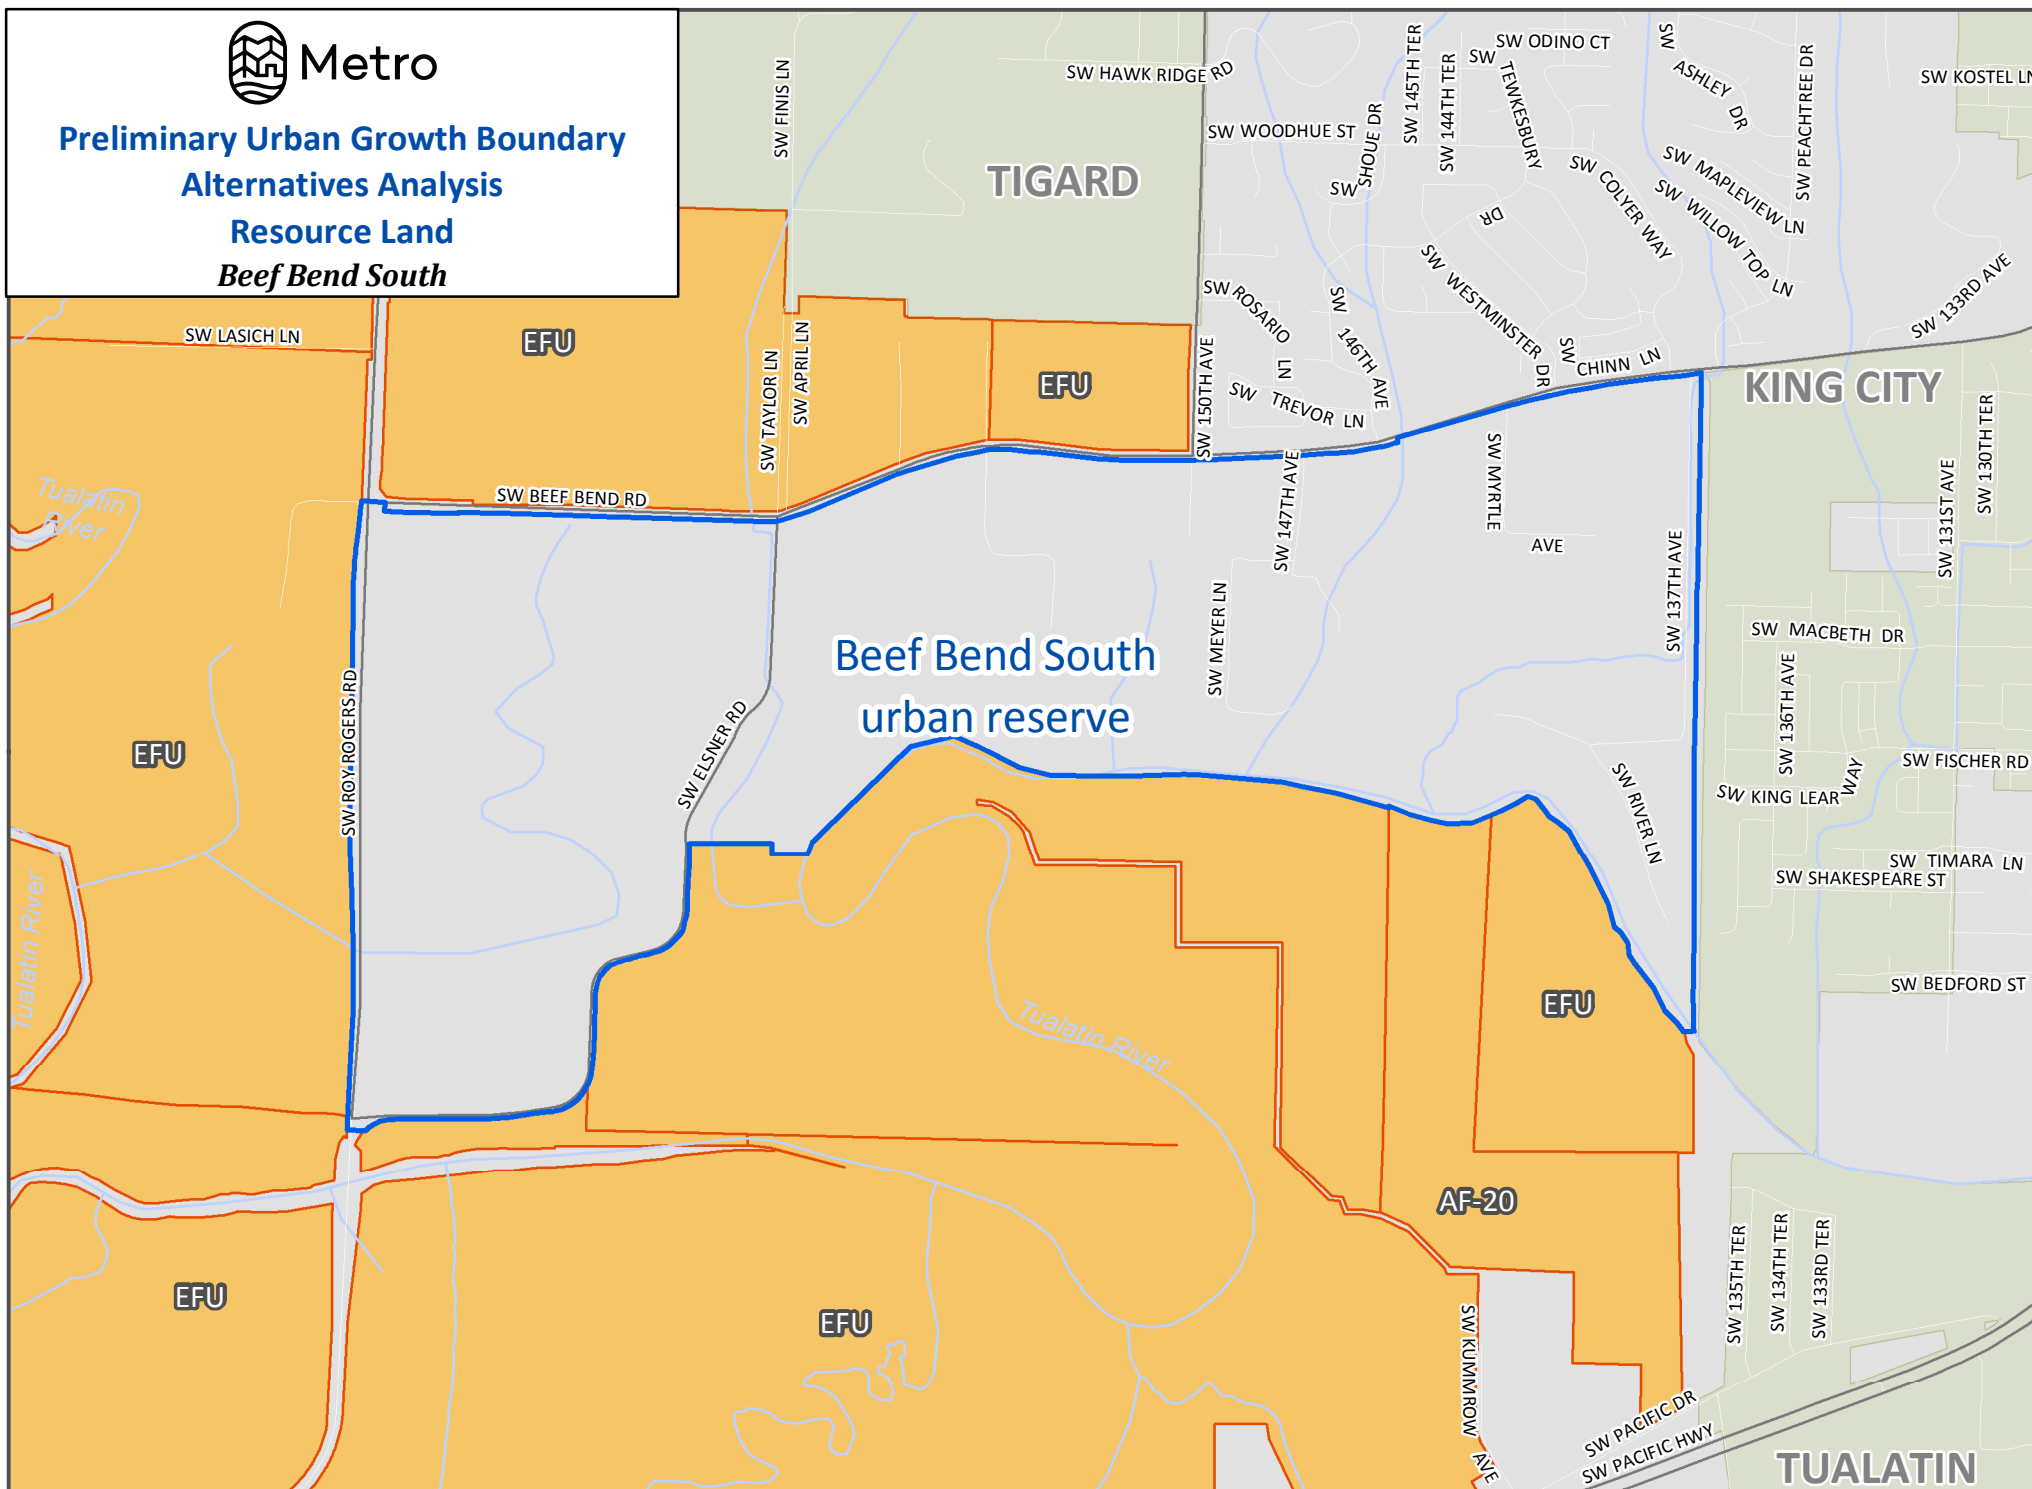 Metro
Preliminary Urban Growth Boundary
Alternatives Analysis
Resource Land
Beef Bend South
SW FINIS LN
SW HAWK RIDGE RD
SW WOODHUE ST
SW SHOUE DR
SW 145TH TER
SW 144TH TER
SW ODINO CT
SW TEWKESBURY DR
SW ASHLEY DR
SW PEACHTREE DR
SW KOSTEL LN
TIGARD
SW COLYER WAY
SW MAPLEVIEW LN
SW WILLOW TOP LN
SW WESTMINSTER DR
SW 133RD AVE
SW ROSARIO LN
SW 146TH AVE
SW CHINN LN
SW TREVOR LN
SW 150TH AVE
KING CITY
SW LASICH LN
EFU
EFU
SW TAYLOR LN
SW APRIL LN
SW BEEF BEND RD
Tualatin
River
SW 147TH AVE
SW MYRTLE
AVE
SW 137TH AVE
SW 131ST AVE
SW 130TH TER
SW MEYER LN
Beef Bend South
urban reserve
SW MACBETH DR
SW 136TH AVE
SW ROY ROGERS RD
SW ELSNER RD
EFU
SW RIVER LN
SW FISCHER RD
SW KING LEAR WAY
SW TIMARA LN
SW SHAKESPEARE ST
Tualatin River
SW BEDFORD ST
EFU
Tualatin River
AF-20
SW 135TH TER
SW 134TH TER
SW 133RD TER
EFU
EFU
SW KUMMROW AVE
SW PACIFIC DR
SW PACIFIC HWY
TUALATIN